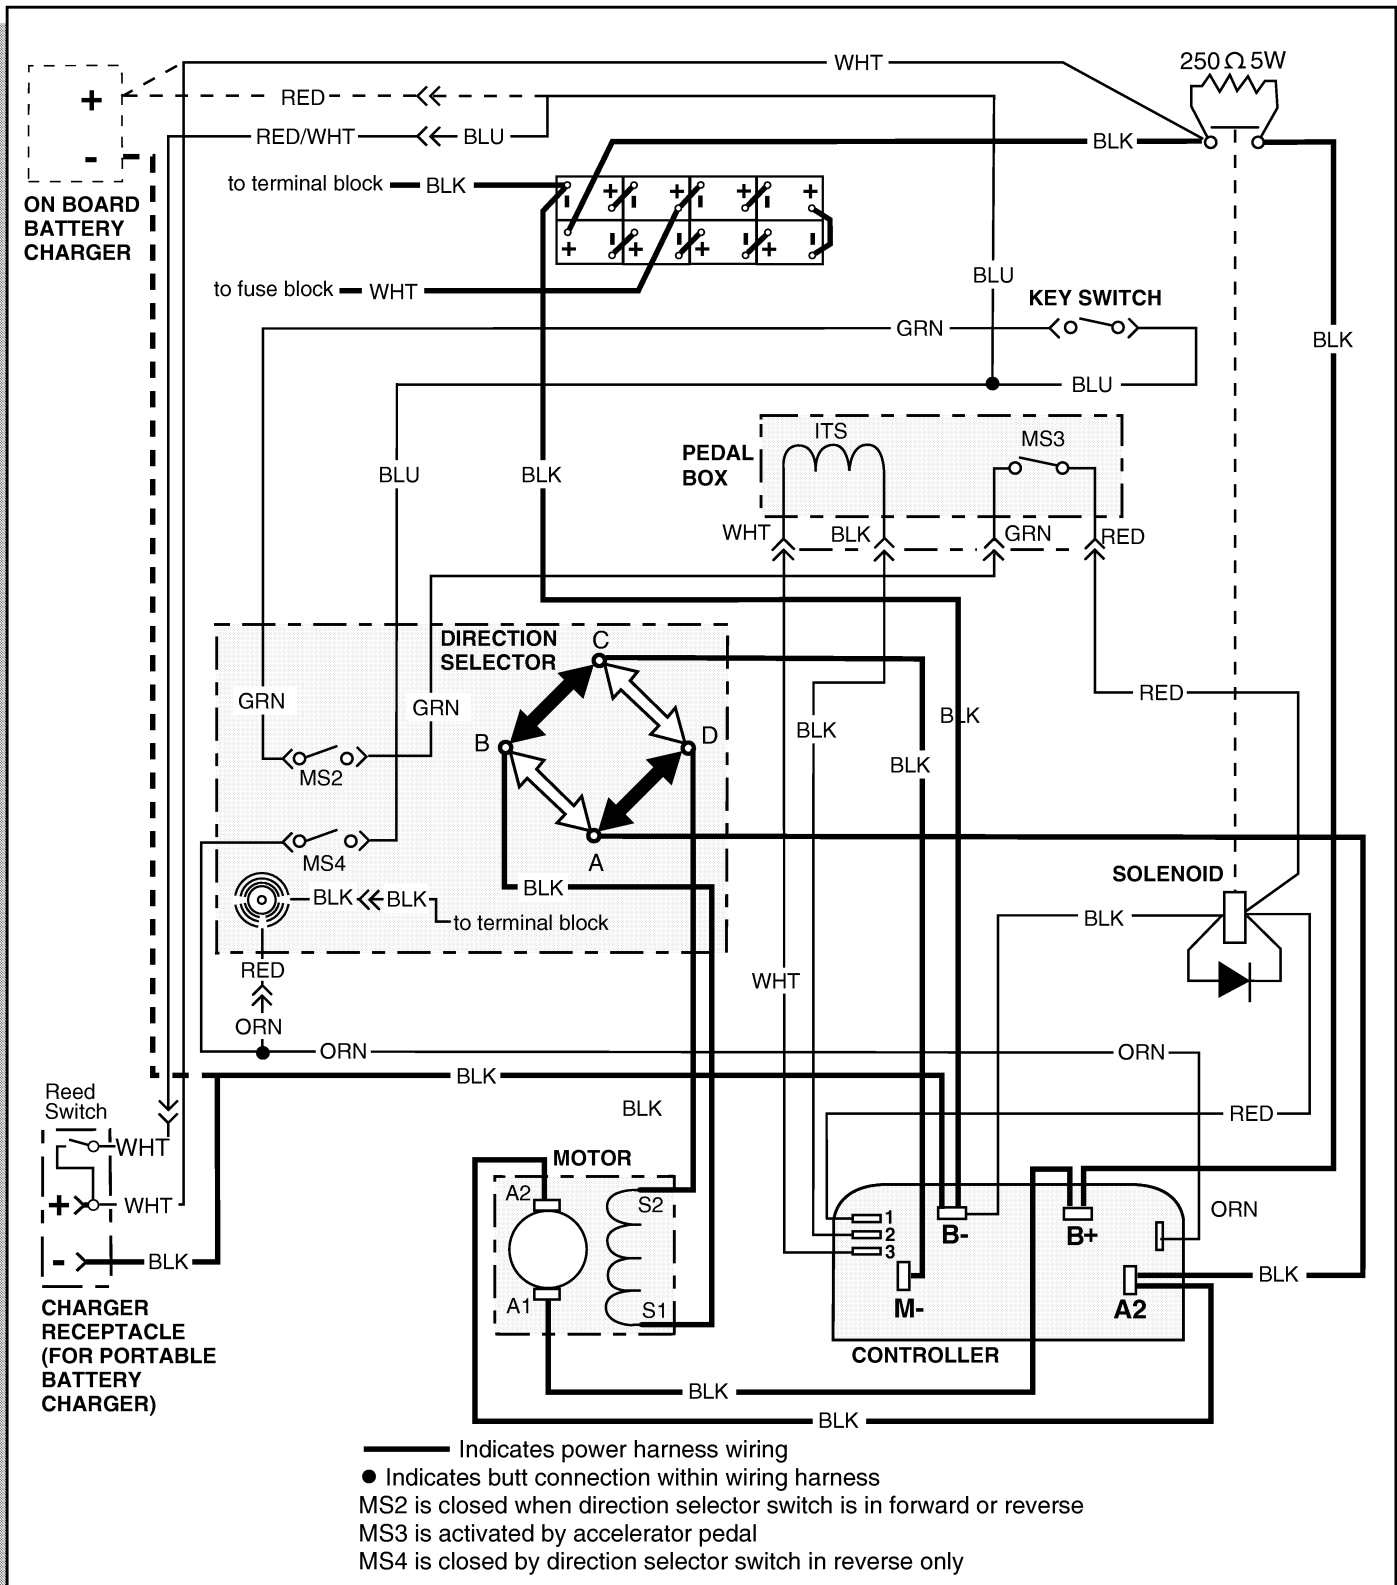 WHT
250 Ω 5W
+
RED
RED/WHT
BLU
BLK
-
to terminal block
BLK
ON BOARD
BATTERY
CHARGER
+ + + +
- - - - -
- - - -
+ + + + +
to fuse block
WHT
BLU
KEY SWITCH
GRN
BLK
BLU
PEDAL
BOX
ITS
MS3
BLU
BLK
WHT
BLK
GRN
RED
DIRECTION
SELECTOR
C
GRN
GRN
B
D
BLK
BLK
BLK
RED
MS2
MS4
A
SOLENOID
BLK
BLK
BLK
to terminal block
BLK
RED
WHT
ORN
ORN
ORN
BLK
Reed
Switch
BLK
RED
WHT
MOTOR
+
WHT
A2
S2
1
2
3
B-
B+
ORN
-
BLK
A1
S1
M-
A2
BLK
CHARGER
RECEPTACLE
(FOR PORTABLE
BATTERY
CHARGER)
CONTROLLER
BLK
BLK
Indicates power harness wiring
Indicates butt connection within wiring harness
MS2 is closed when direction selector switch is in forward or reverse
MS3 is activated by accelerator pedal
MS4 is closed by direction selector switch in reverse only